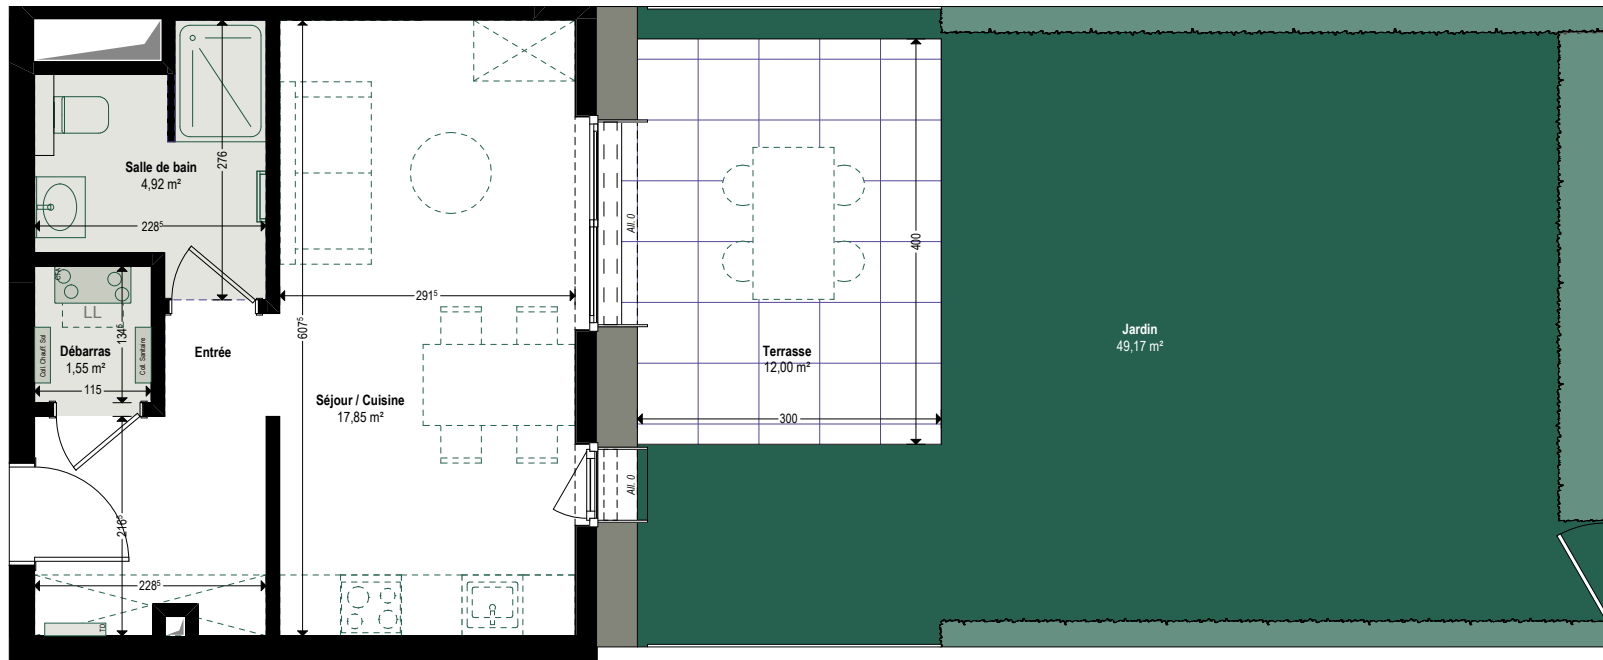 Salle de bain
4,92 m²
276
228⁵
LL
134⁵
Coll. Chauff. Sol
Coll. Sanitaire
Débarras
1,55 m²
115
Entrée
216⁵
228⁵
TD
291⁵
607⁵
Séjour / Cuisine
17,85 m²
All. 0
All. 0
Terrasse
12,00 m²
400
300
Jardin
49,17 m²